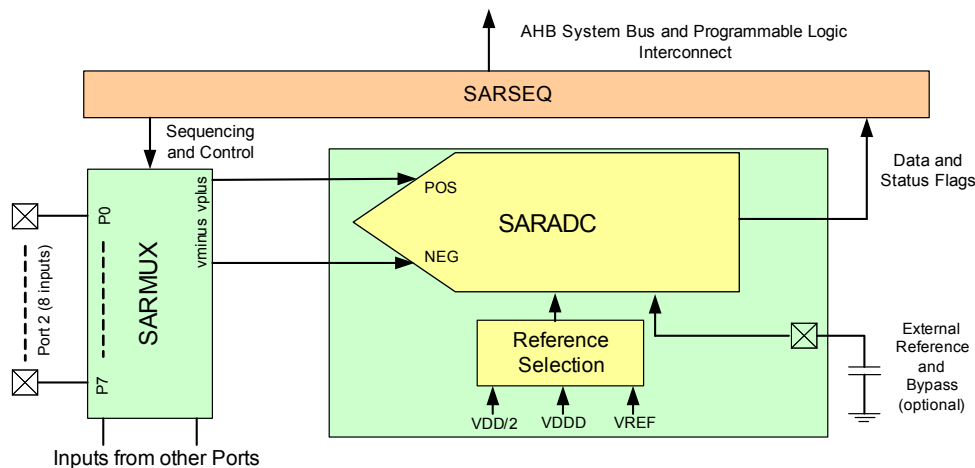 AHB System Bus and Programmable Logic
Interconnect
SARSEQ
Sequencing
and Control
Data and
Status Flags
vminus vplus
POS
P0
SARADC
NEG
SARMUX
Port 2 (8 inputs)
P7
Reference
Selection
External
Reference
and
Bypass
(optional)
VDD/2
VDDD
VREF
Inputs from other Ports